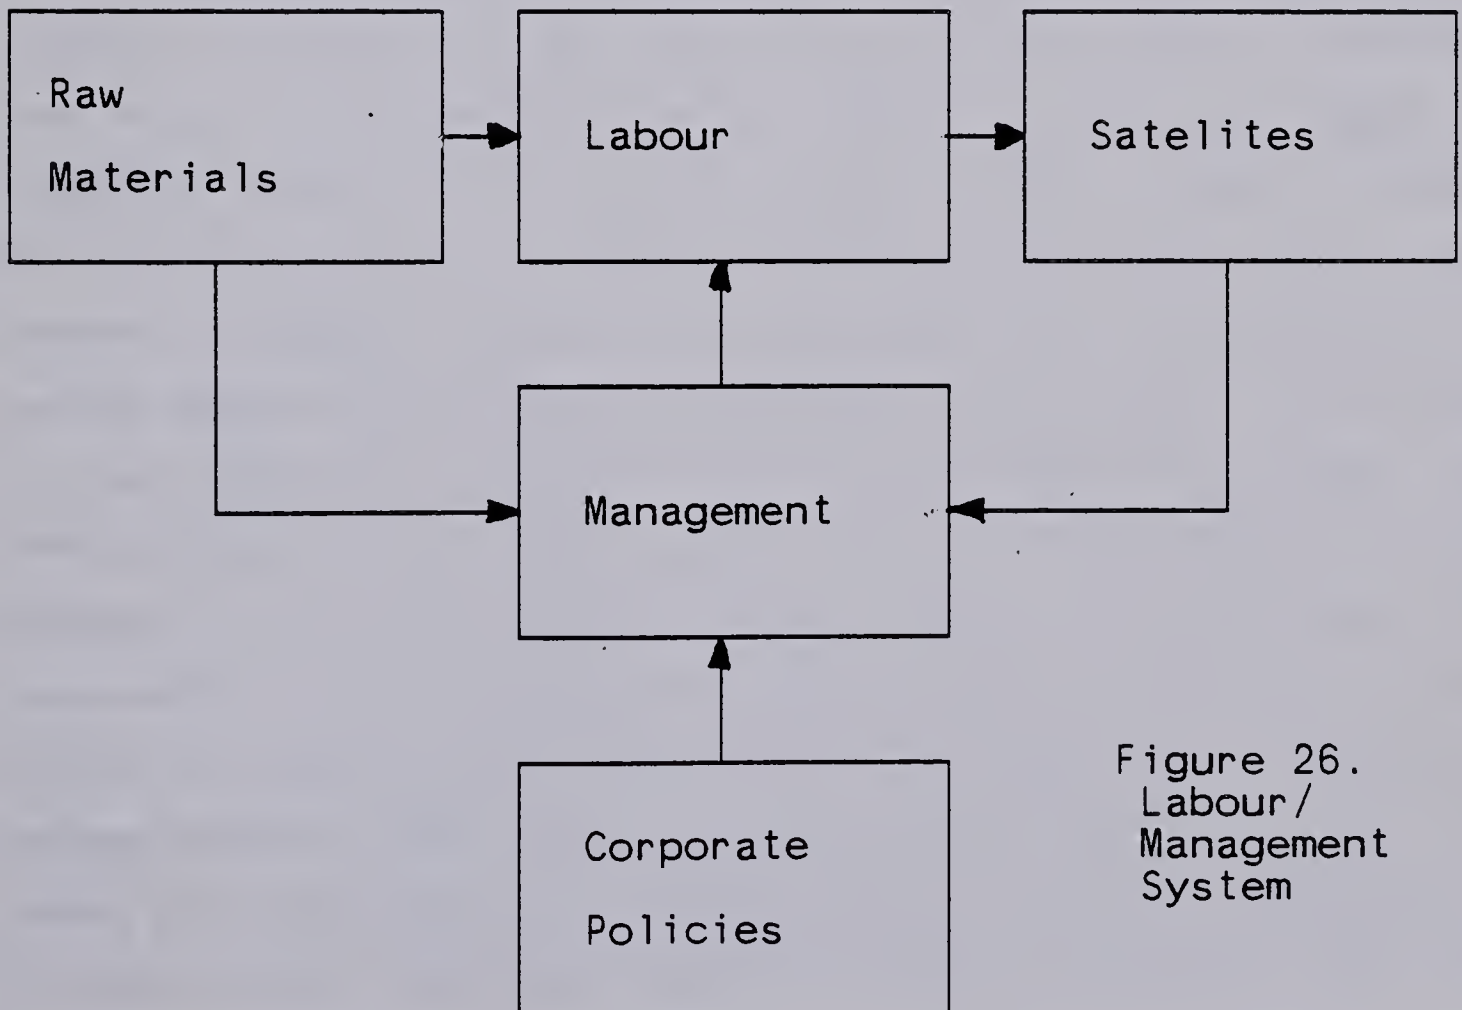 Raw
Materials
Labour
Satelites
Management
Corporate
Policies
Figure 26.
Labour/
Management
System